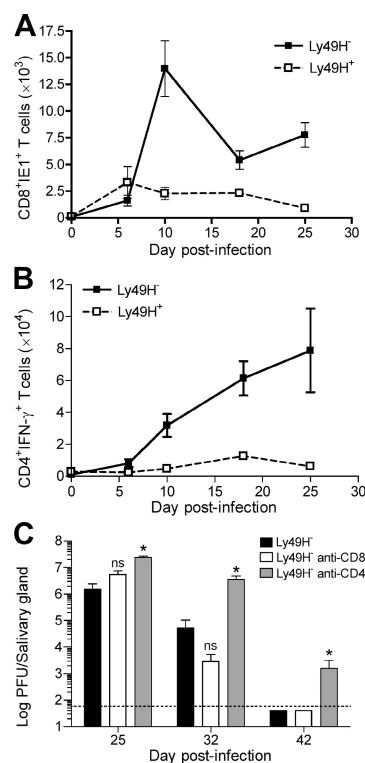 A
CD8⁺IE1⁺ T cells (×10³)
17.5
15.0
12.5
10.0
7.5
5.0
2.5
0.0
Ly49H⁻
Ly49H⁺
0 5 10 15 20 25 30
Day post-infection
B
CD4⁺IFN-γ⁺ T cells (×10⁴)
12
10
8
6
4
2
0
Ly49H⁻
Ly49H⁺
0 5 10 15 20 25 30
Day post-infection
C
Log PFU/Salivary gland
8
7
6
5
4
3
2
1
Ly49H⁻
Ly49H⁻ anti-CD8
Ly49H⁻ anti-CD4
ns *
ns *
*
25 32 42
Day post-infection